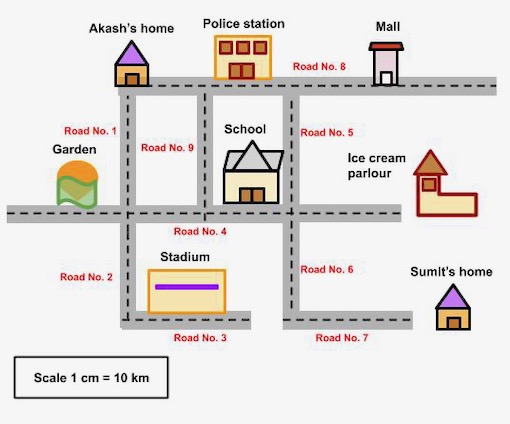 Akash's home
Police station
Mall
Road No. 8
Road No. 1
Garden
Road No. 9
School
Road No. 5
Ice cream
parlour
Road No. 4
Stadium
Road No. 2
Road No. 6
Sumit's home
Road No. 3
Road No. 7
Scale 1 cm = 10 km